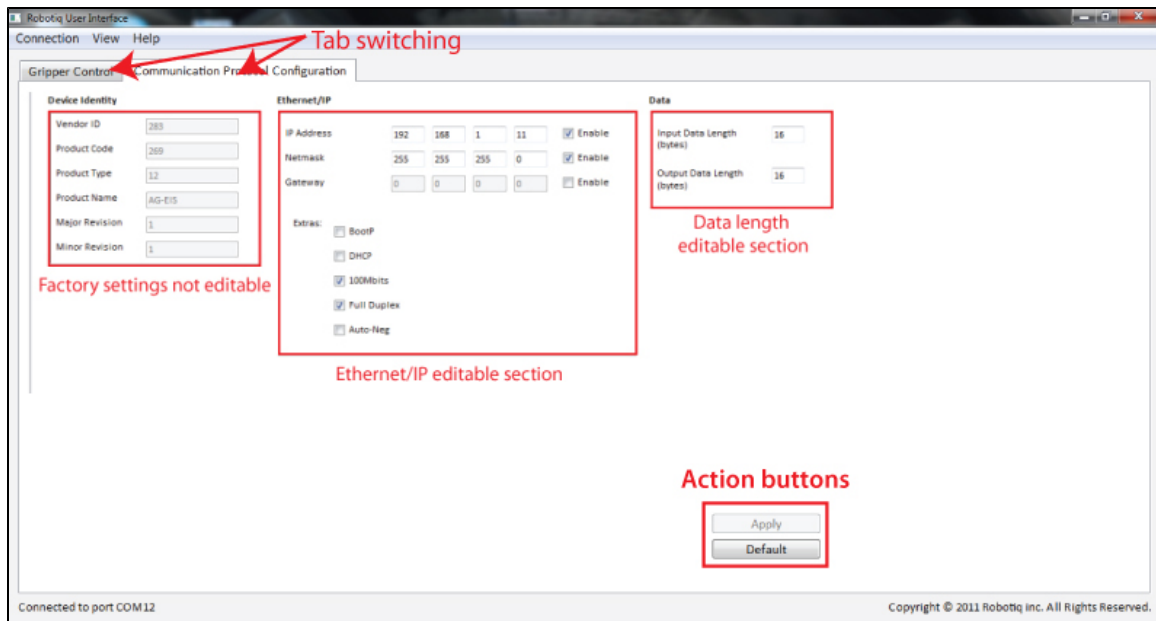 Robotiq User Interface
Connection View Help
Tab switching
Gripper Control Communication Protocol Configuration
Device Identity Ethernet/IP Data
Vendor ID 283
IP Address 192 168 1 11 Enable
Input Data Length (bytes) 16
Product Code 269
Netmask 255 255 255 0 Enable
Product Type 12
Gateway 0 0 0 0 Enable
Output Data Length (bytes) 16
Product Name AG-EIS
Major Revision 1
Minor Revision 1
Extras: BootP
DHCP
100Mbits
Full Duplex
Auto-Neg
Data length
editable section
Factory settings not editable
Ethernet/IP editable section
Action buttons
Apply
Default
Connected to port COM12
Copyright © 2011 Robotiq inc. All Rights Reserved.